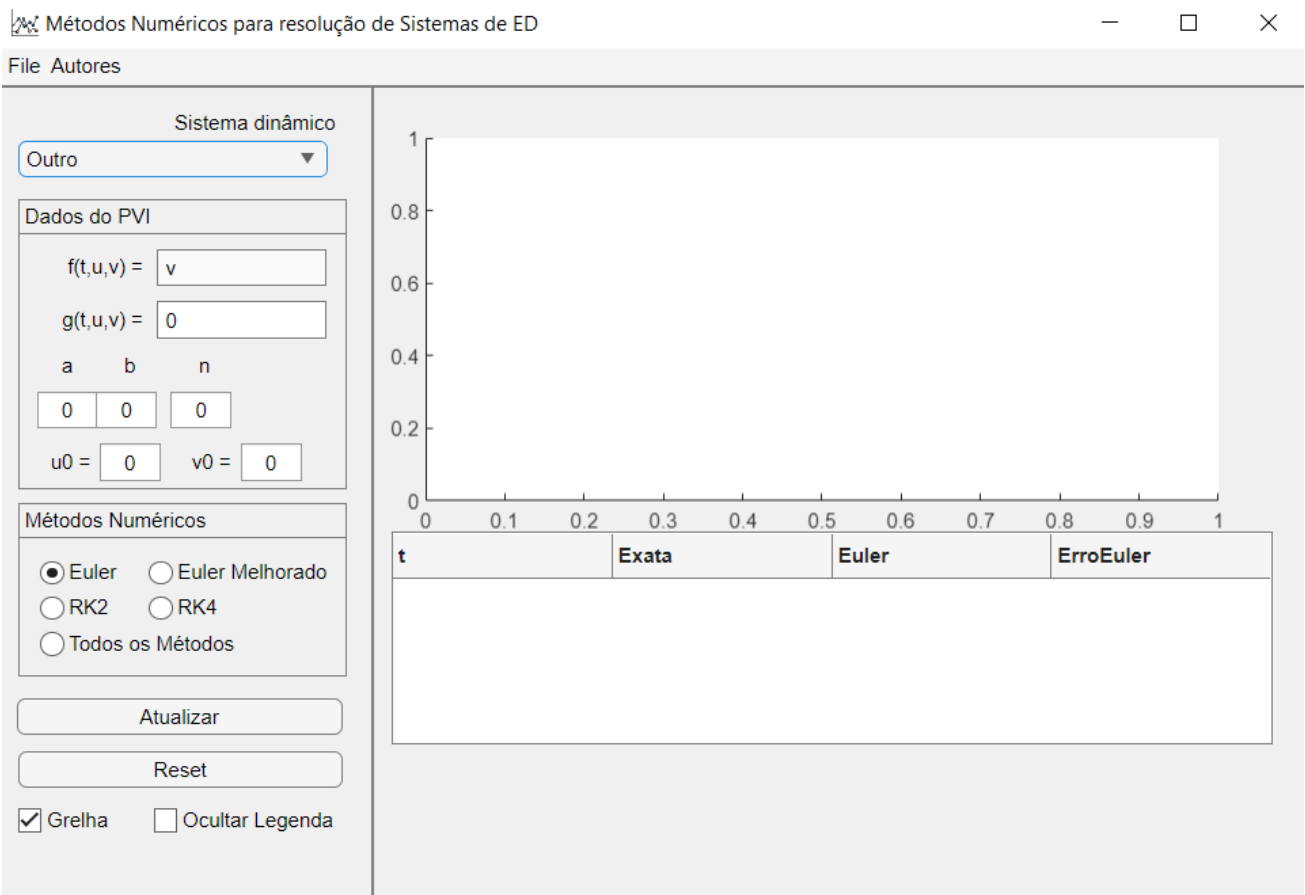 Métodos Numéricos para resolução de Sistemas de ED
File Autores
Sistema dinâmico
Outro
Dados do PVI
f(t,u,v) = v
g(t,u,v) = 0
a b n
0 0 0
u0 = 0 v0 = 0
Métodos Numéricos
Euler Euler Melhorado
RK2 RK4
Todos os Métodos
Atualizar
Reset
Grelha Ocultar Legenda
1
0.8
0.6
0.4
0.2
0
0 0.1 0.2 0.3 0.4 0.5 0.6 0.7 0.8 0.9 1
t Exata Euler ErroEuler